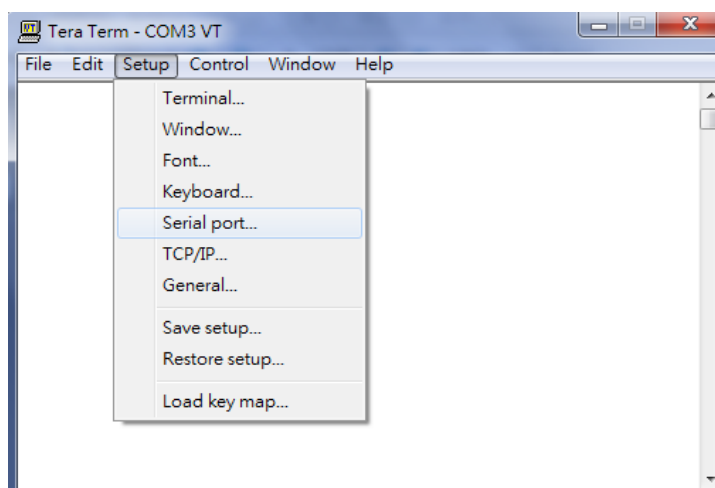 Tera Term - COM3 VT
File Edit Setup Control Window Help
Terminal...
Window...
Font...
Keyboard...
Serial port...
TCP/IP...
General...
Save setup...
Restore setup...
Load key map...